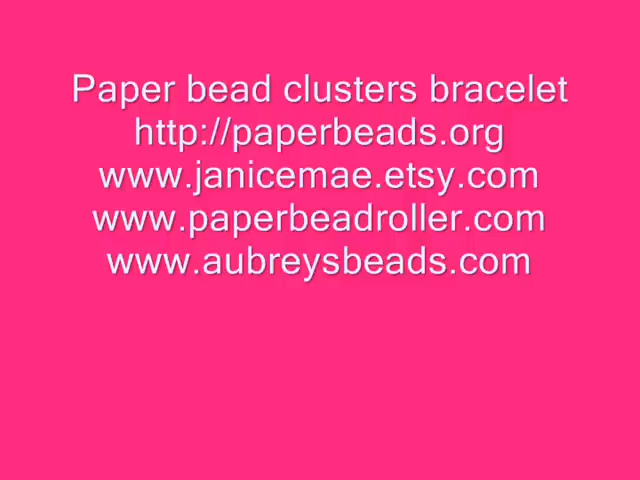 Paper bead clusters bracelet
http://paperbeads.org
www.janicemae.etsy.com
www.paperbeadroller.com
www.aubreysbeads.com